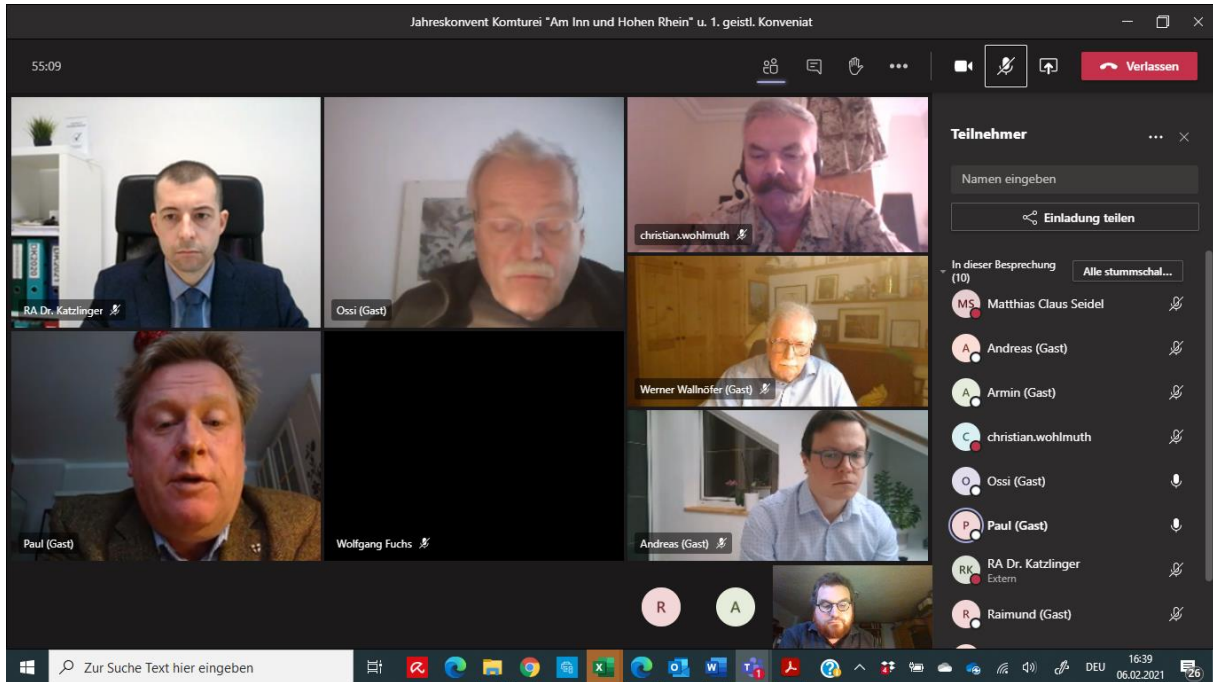 Jahreskonvent Komturei "Am Inn und Hohen Rhein" u. 1. geistl. Konveniat
55:09
Verlassen
RA Dr. Katzlinger
Ossi (Gast)
christian.wohlmuth
Werner Wallnöfer (Gast)
Paul (Gast)
Wolfgang Fuchs
Andreas (Gast)
R
A
Teilnehmer
Namen eingeben
Einladung teilen
In dieser Besprechung
(10)
Alle stummschal...
MS Matthias Claus Seidel
A Andreas (Gast)
A Armin (Gast)
C christian.wohlmuth
O Ossi (Gast)
P Paul (Gast)
RK RA Dr. Katzlinger
Extern
R Raimund (Gast)
Zur Suche Text hier eingeben
DEU
16:39
06.02.2021
26